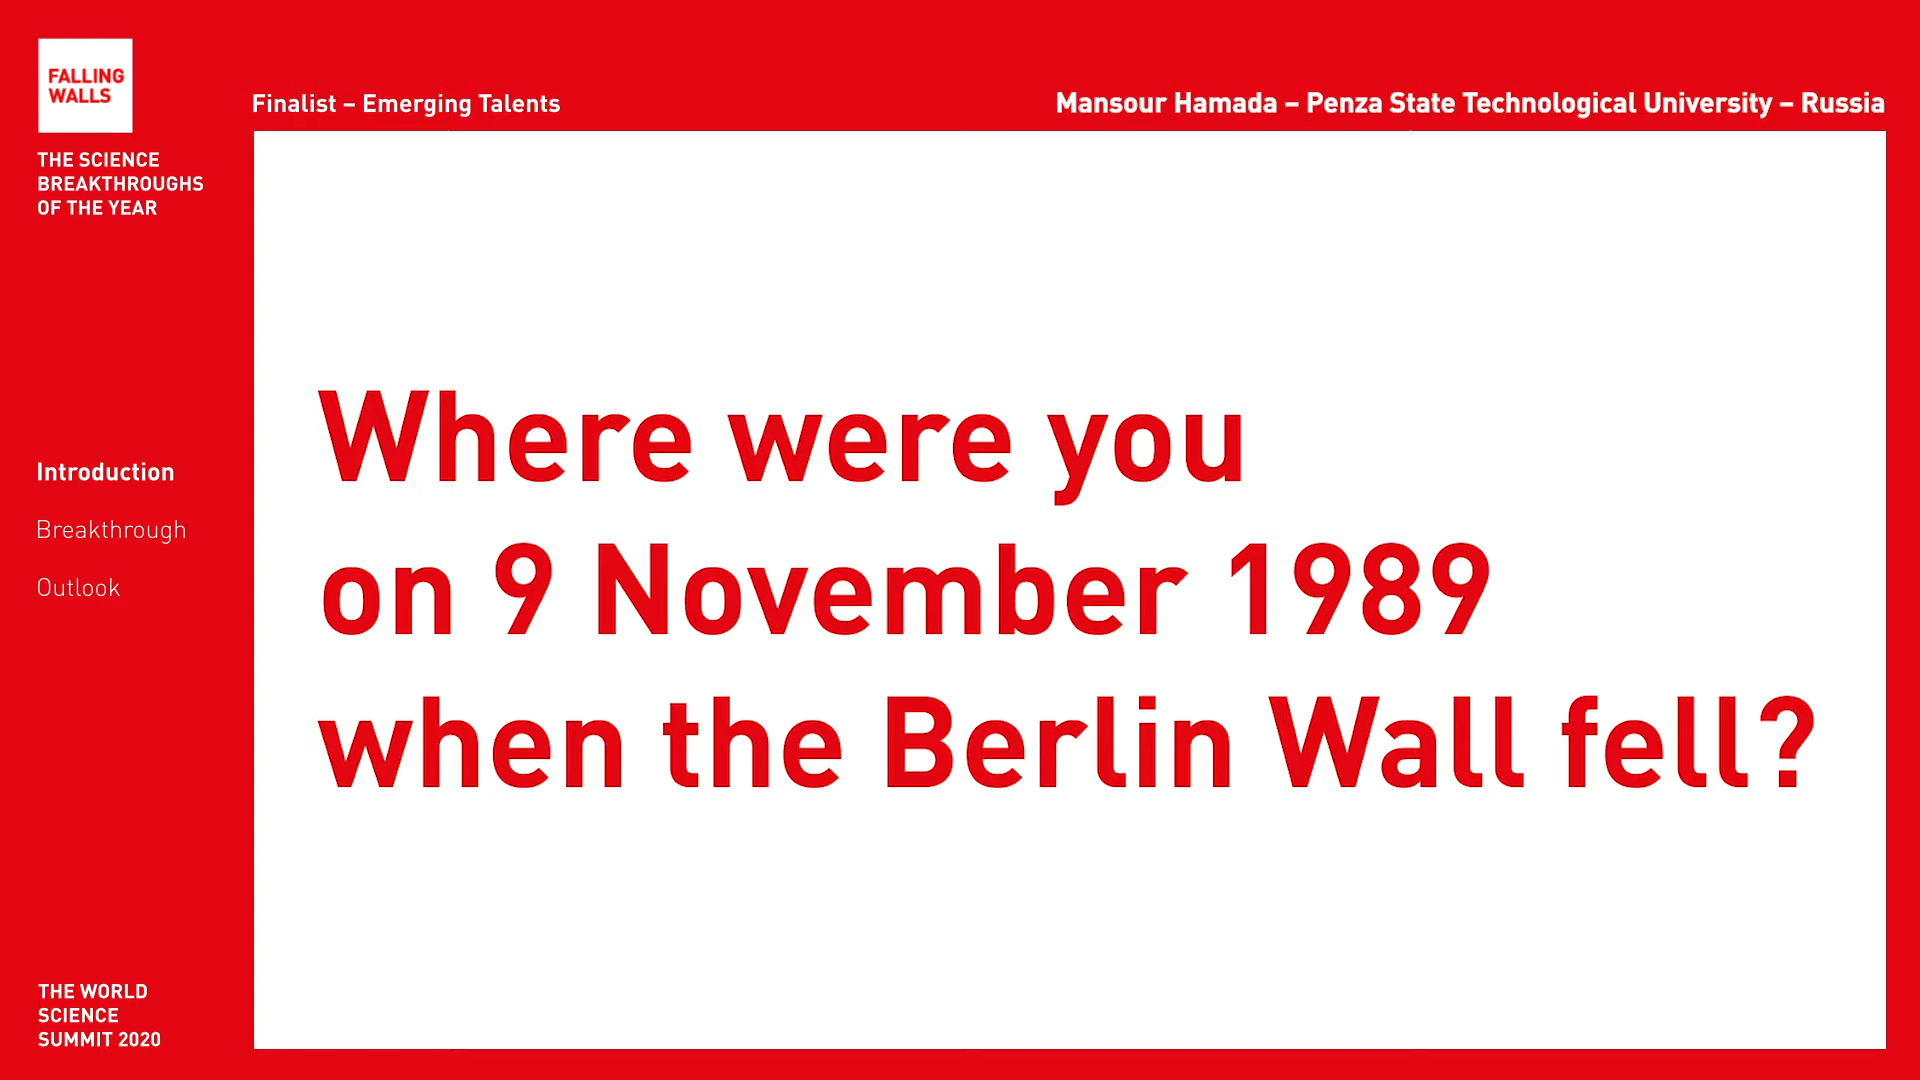 FALLING
WALLS
THE SCIENCE
BREAKTHROUGHS
OF THE YEAR
Finalist – Emerging Talents
Mansour Hamada – Penza State Technological University – Russia
Introduction
Breakthrough
Outlook
Where were you
on 9 November 1989
when the Berlin Wall fell?
THE WORLD
SCIENCE
SUMMIT 2020